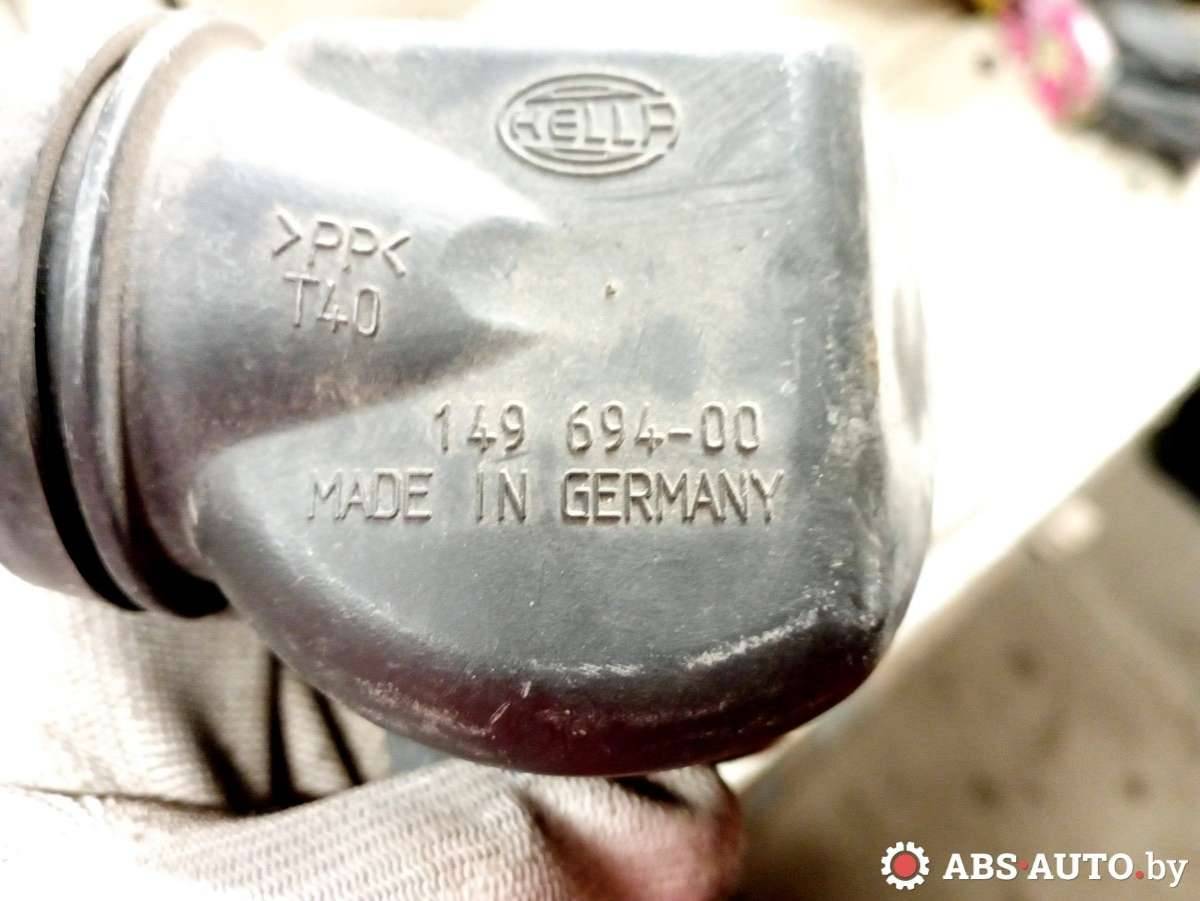 HELLA
>PP<
T40
149 694-00
MADE IN GERMANY
ABS·AUTO.by